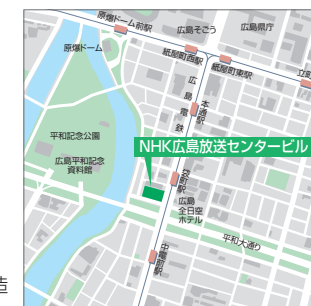 原爆ドーム前駅
広島そごう
広島県庁
原爆ドーム
紙屋町西駅
紙屋町東駅
立町
広島電鉄
本通駅
平和記念公園
NHK広島放送センタービル
広島平和記念
資料館
袋町駅
広島
全日空
ホテル
平和大通り
中電前駅
造